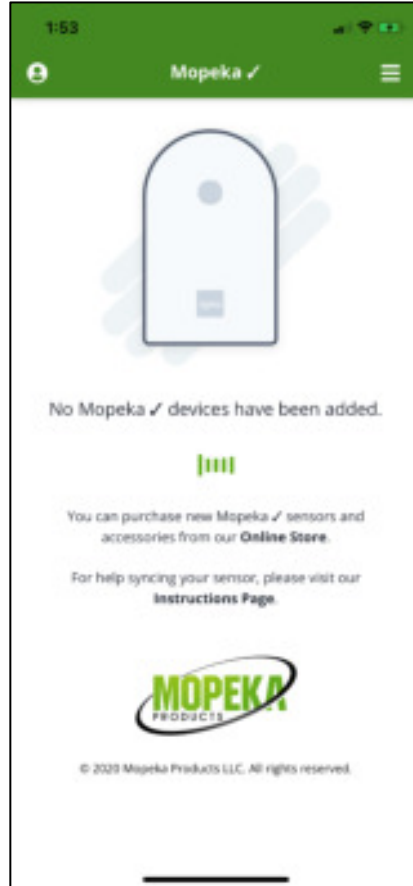 1:53
Mopeka ✓
No Mopeka ✓ devices have been added.
You can purchase new Mopeka ✓ sensors and
accessories from our Online Store.
For help syncing your sensor, please visit our
Instructions Page.
MOPEKA
PRODUCTS
© 2020 Mopeka Products LLC. All rights reserved.